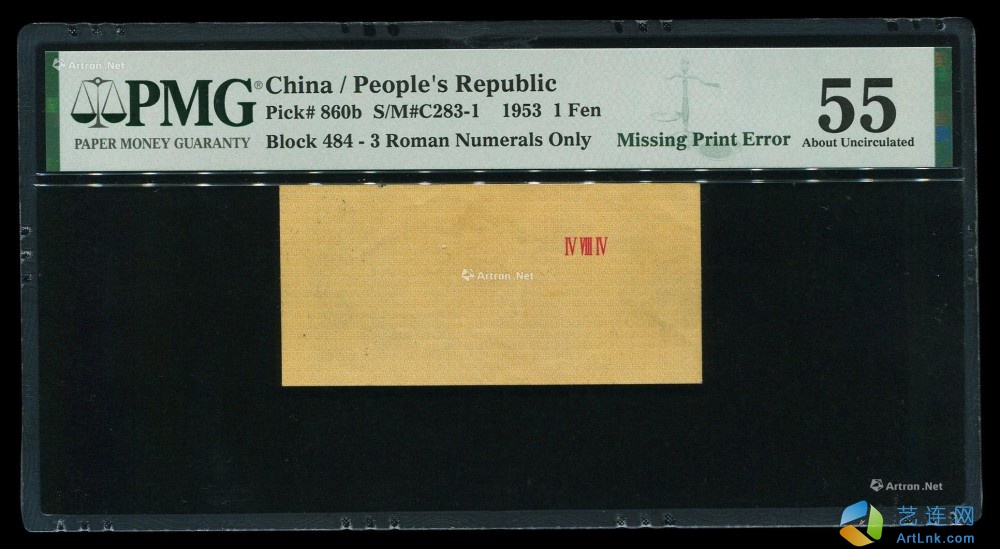 Artron.Net
PMG®
PAPER MONEY GUARANTY
China / People's Republic
Pick# 860b S/M#C283-1 1953 1 Fen
Block 484 - 3 Roman Numerals Only
Missing Print Error
55
About Uncirculated
IV VIII IV
Artron.Net
Artron.Net
艺连网
ArtLnk.com